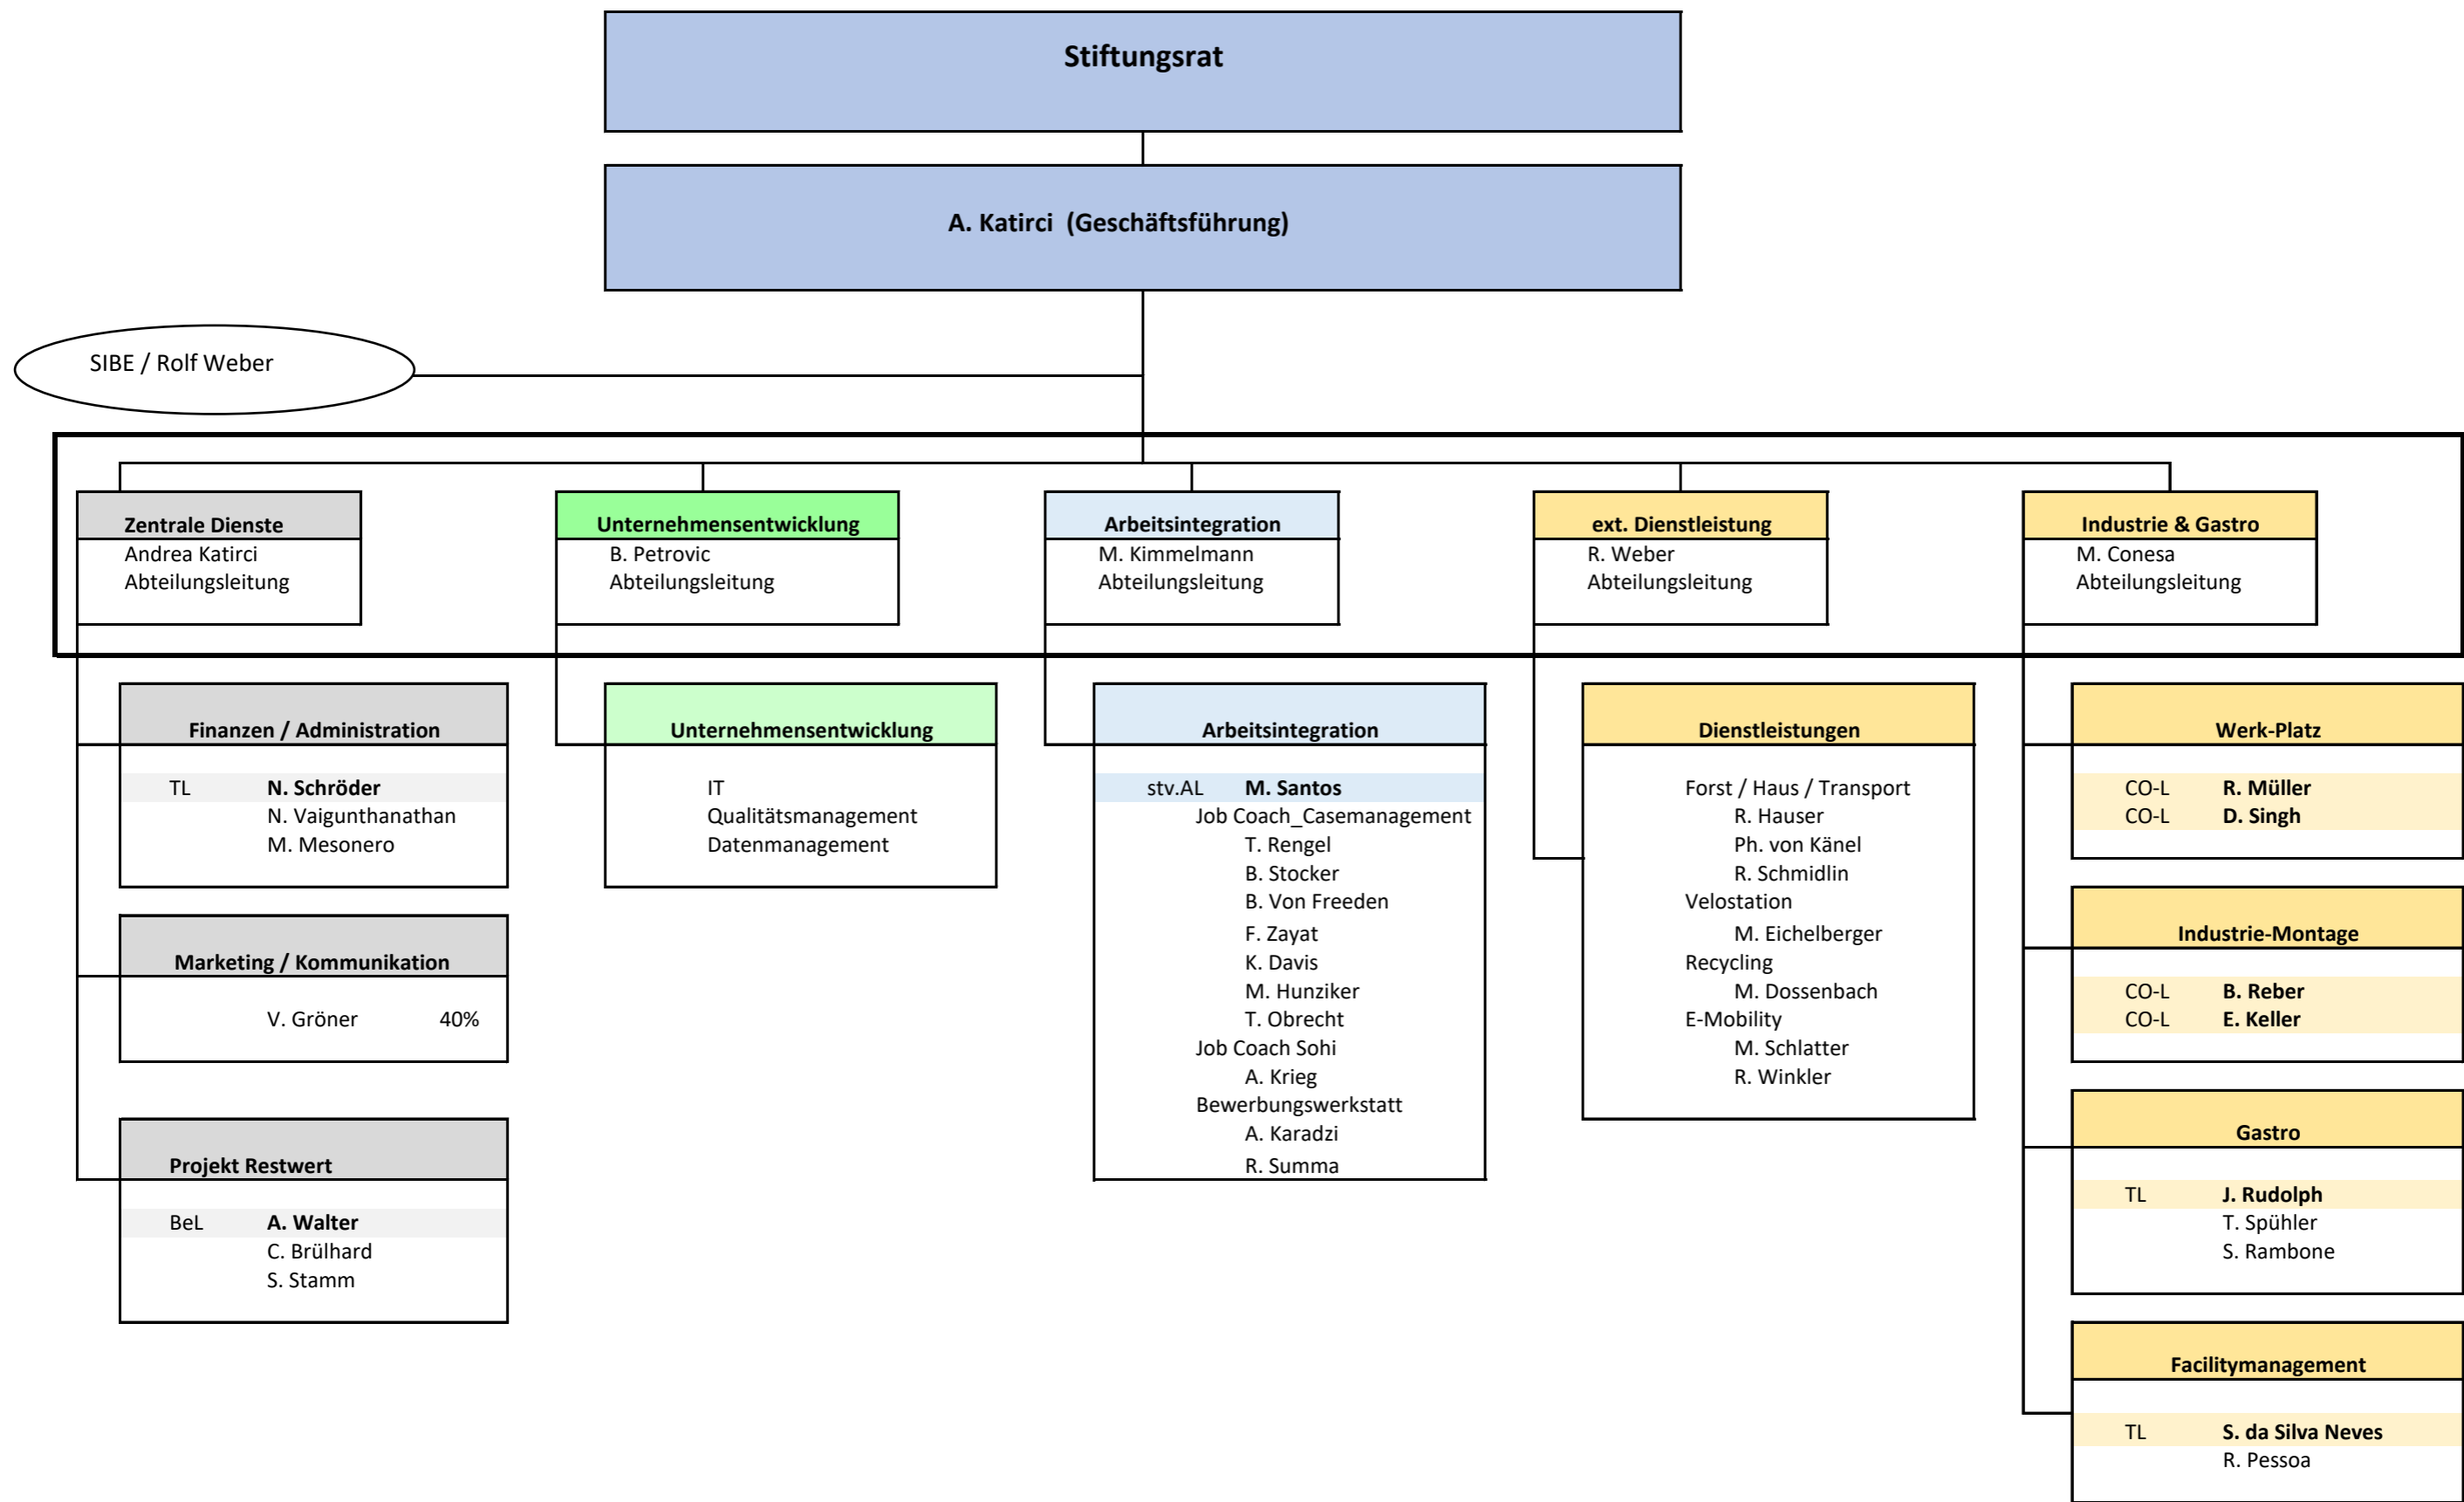 Stiftungsrat
A. Katirci (Geschäftsführung)
SIBE / Rolf Weber
Zentrale Dienste
Andrea Katirci
Abteilungsleitung
Unternehmensentwicklung
B. Petrovic
Abteilungsleitung
Arbeitsintegration
M. Kimmelmann
Abteilungsleitung
ext. Dienstleistung
R. Weber
Abteilungsleitung
Industrie & Gastro
M. Conesa
Abteilungsleitung
Finanzen / Administration
TL N. Schröder
N. Vaigunthanathan
M. Mesonero
Marketing / Kommunikation
V. Gröner 40%
Projekt Restwert
BeL A. Walter
C. Brülhard
S. Stamm
Unternehmensentwicklung
IT
Qualitätsmanagement
Datenmanagement
Arbeitsintegration
stv.AL M. Santos
Job Coach_Casemanagement
T. Rengel
B. Stocker
B. Von Freeden
F. Zayat
K. Davis
M. Hunziker
T. Obrecht
Job Coach Sohi
A. Krieg
Bewerbungswerkstatt
A. Karadzi
R. Summa
Dienstleistungen
Forst / Haus / Transport
R. Hauser
Ph. von Känel
R. Schmidlin
Velostation
M. Eichelberger
Recycling
M. Dossenbach
E-Mobility
M. Schlatter
R. Winkler
Werk-Platz
CO-L R. Müller
CO-L D. Singh
Industrie-Montage
CO-L B. Reber
CO-L E. Keller
Gastro
TL J. Rudolph
T. Spühler
S. Rambone
Facilitymanagement
TL S. da Silva Neves
R. Pessoa